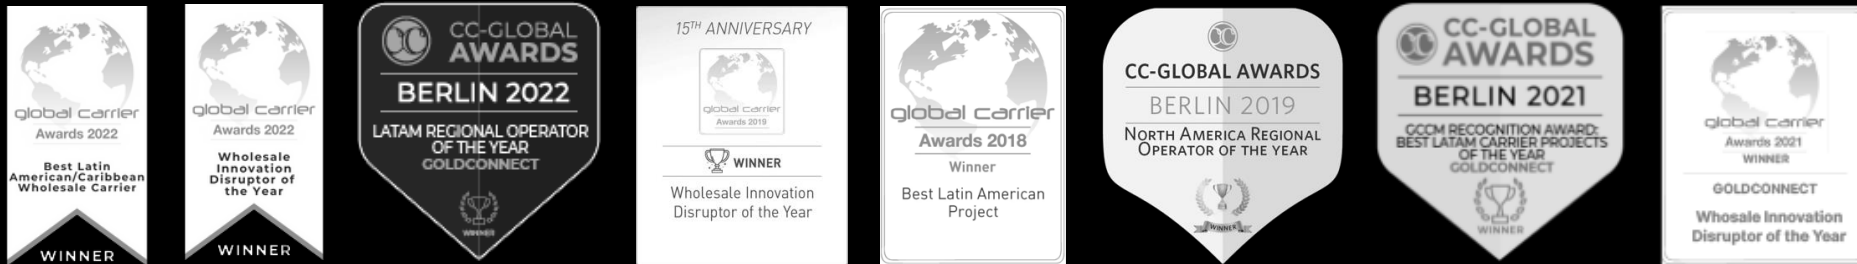 global carrier
Awards 2022
Best Latin
American/Caribbean
Wholesale Carrier
WINNER
global carrier
Awards 2022
Wholesale
Innovation
Disruptor of
the Year
WINNER
CC-GLOBAL
AWARDS
BERLIN 2022
LATAM REGIONAL OPERATOR
OF THE YEAR
GOLDCONNECT
WINNER
15TH ANNIVERSARY
global carrier
Awards 2019
WINNER
Wholesale Innovation
Disruptor of the Year
global carrier
Awards 2018
Winner
Best Latin American
Project
CC-GLOBAL AWARDS
BERLIN 2019
NORTH AMERICA REGIONAL
OPERATOR OF THE YEAR
WINNER
CC-GLOBAL
AWARDS
BERLIN 2021
GCCM RECOGNITION AWARD:
BEST LATAM CARRIER PROJECTS
OF THE YEAR
GOLDCONNECT
WINNER
global carrier
Awards 2021
WINNER
GOLDCONNECT
Whosale Innovation
Disruptor of the Year